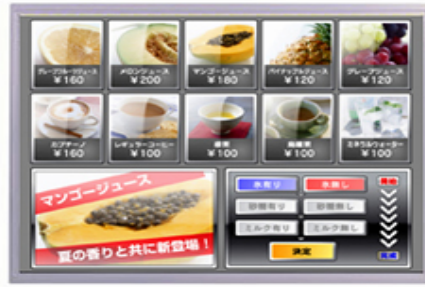 グレープフルーツジュース
¥160
メロンジュース
¥200
マンゴージュース
¥180
パイナップルジュース
¥120
グレープジュース
¥120
カプチーノ
¥160
レギュラーコーヒー
¥100
緑茶
¥100
烏龍茶
¥100
ミネラルウォーター
¥100
マンゴージュース
夏の香りと共に新登場!
氷有り
氷無し
砂糖有り
砂糖無し
ミルク有り
ミルク無し
決定
開始
完成